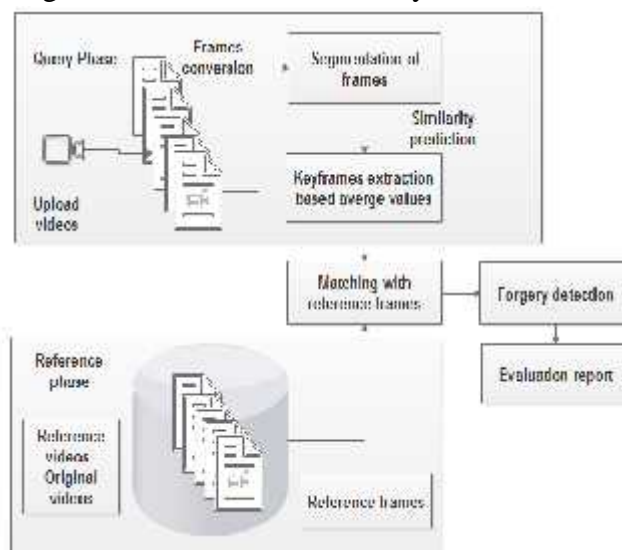 Query Phase
Frames
conversion
Segmentation of
frames
Similarity
prediction
Keyframes extraction
based overge values
Upload
videos
Matching with
reference frames
Forgery detection
Evaluation report
Reference
phase
Reference
videos
Original
videos
Reference frames